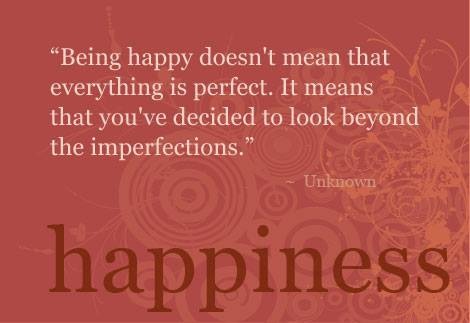 “Being happy doesn't mean that
everything is perfect. It means
that you've decided to look beyond
the imperfections.”
~ Unknown
happiness